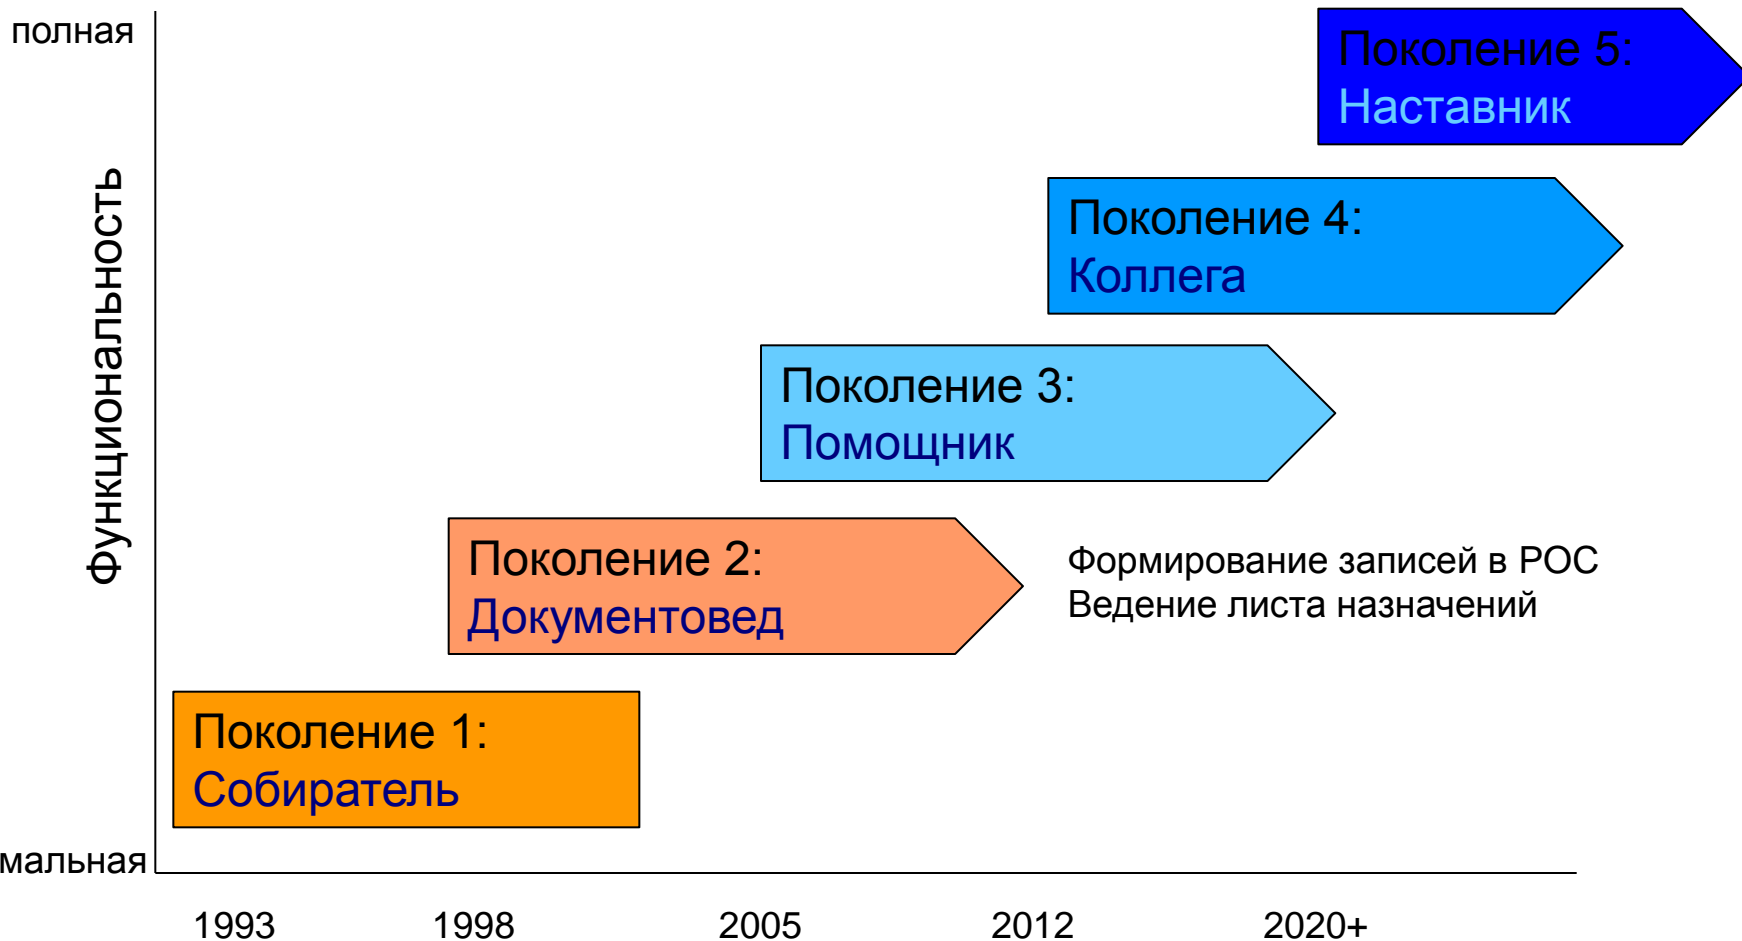 полная
Поколение 5:
Наставник
Функциональность
Поколение 4:
Коллега
Поколение 3:
Помощник
Поколение 2:
Документовед
Формирование записей в РОС
Ведение листа назначений
Поколение 1:
Собиратель
мальная
1993 1998 2005 2012 2020+